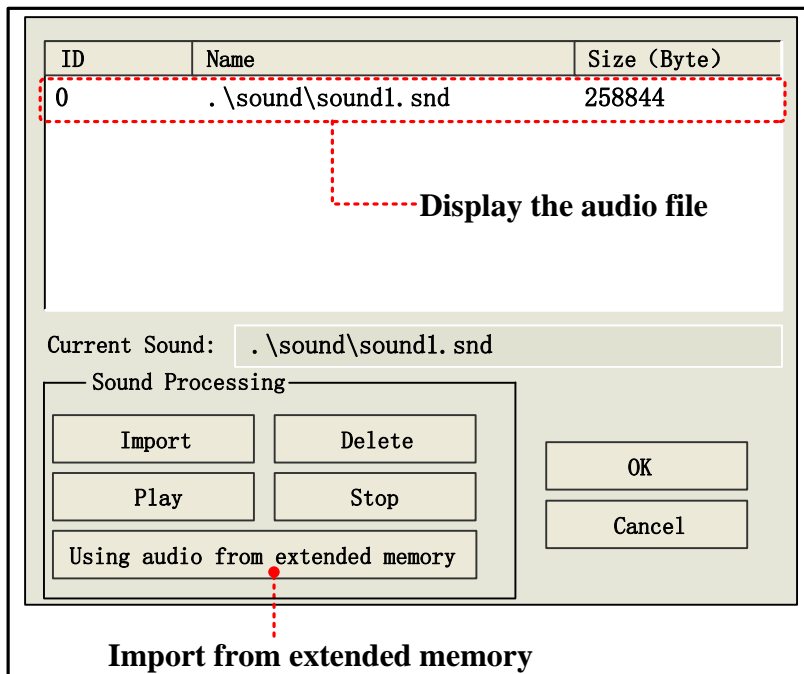 ID Name Size (Byte)
0 .\sound\sound1.snd 258844
Display the audio file
Current Sound: .\sound\sound1.snd
Sound Processing
Import Delete
OK
Play Stop
Cancel
Using audio from extended memory
Import from extended memory